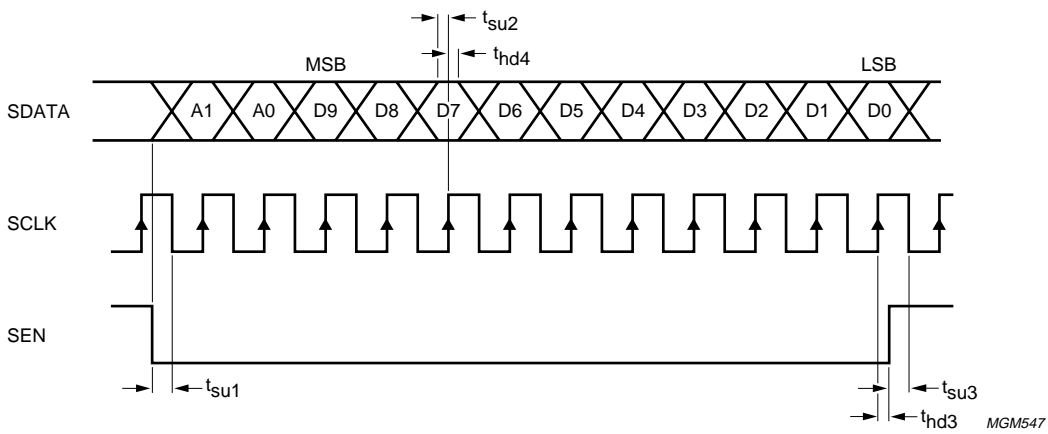 tsu2
thd4
MSB
LSB
SDATA
A1 A0 D9 D8 D7 D6 D5 D4 D3 D2 D1 D0
SCLK
SEN
tsu1
tsu3
thd3
MGM547